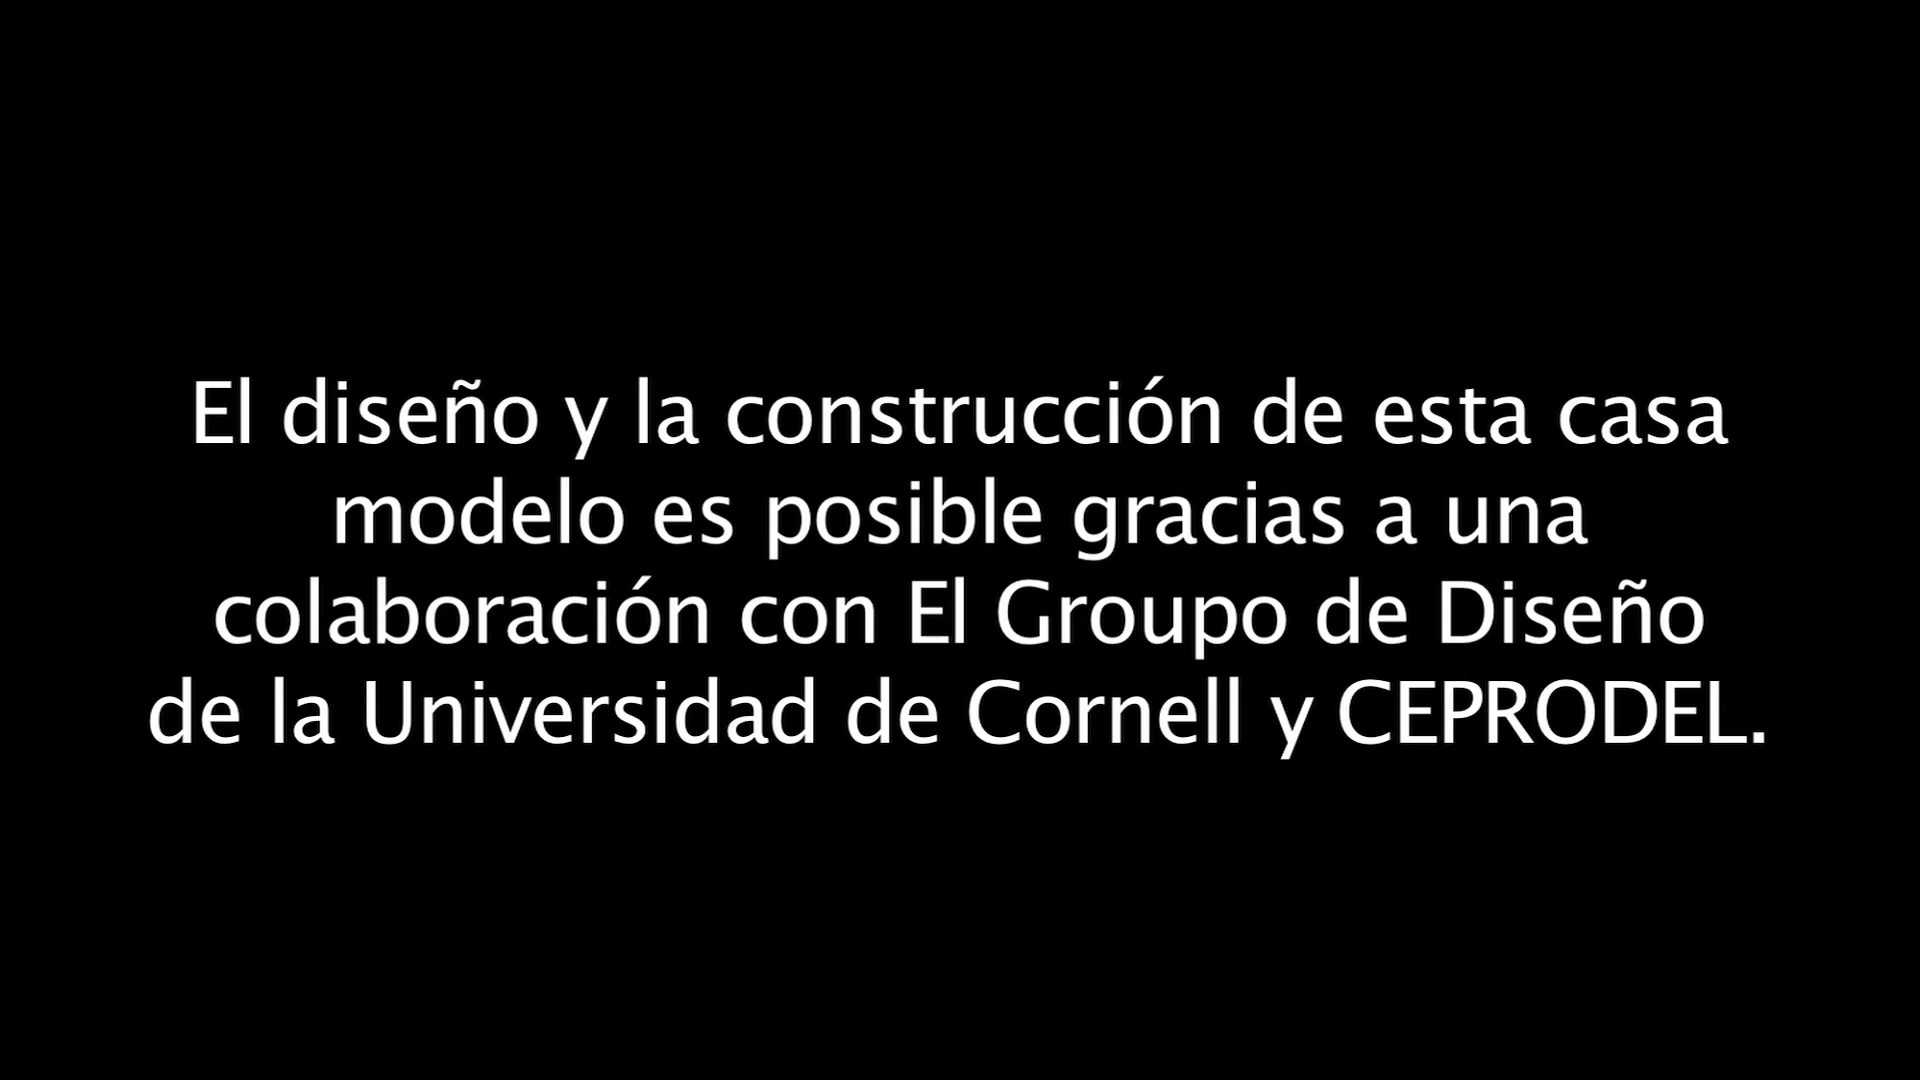 El diseño y la construcción de esta casa
modelo es posible gracias a una
colaboración con El Groupo de Diseño
de la Universidad de Cornell y CEPRODEL.